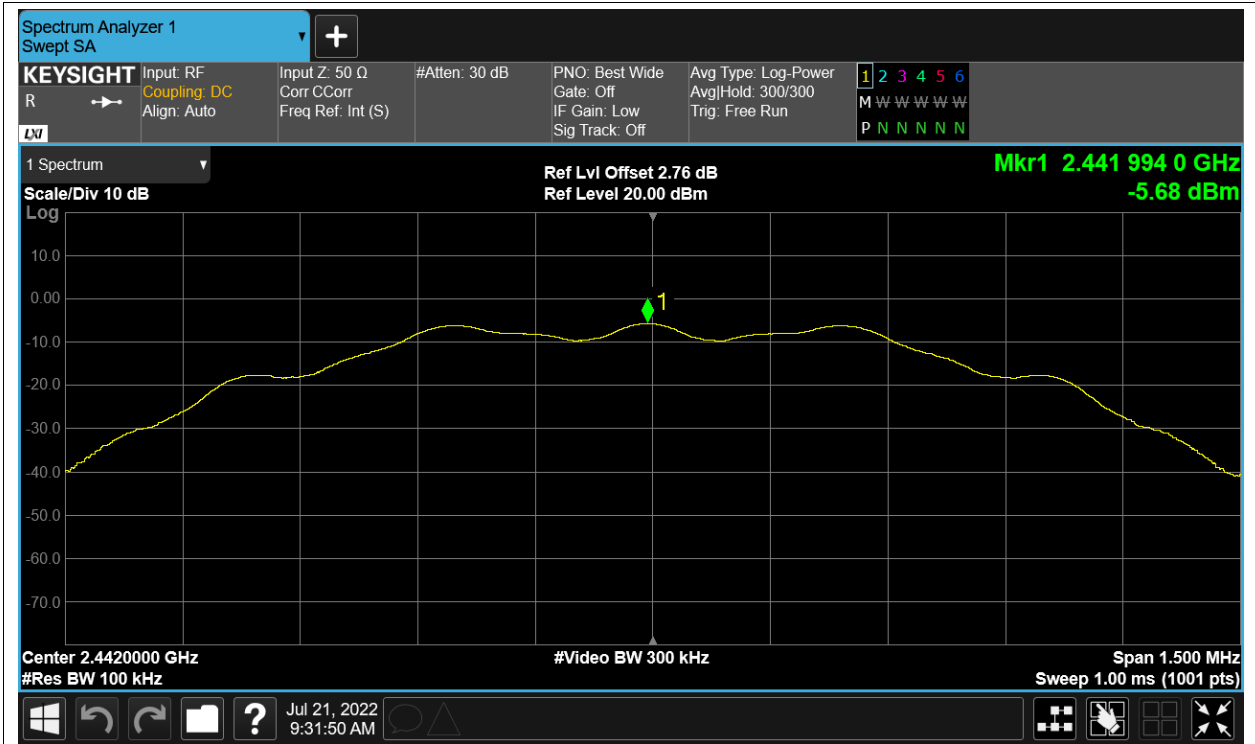 Spectrum Analyzer 1
Swept SA
+
KEYSIGHT
R
LXI
Input: RF
Coupling: DC
Align: Auto
Input Z: 50 Ω
Corr CCorr
Freq Ref: Int (S)
#Atten: 30 dB
PNO: Best Wide
Gate: Off
IF Gain: Low
Sig Track: Off
Avg Type: Log-Power
Avg|Hold: 300/300
Trig: Free Run
1 2 3 4 5 6
M W W W W W
P N N N N N
1 Spectrum
Scale/Div 10 dB
Ref Lvl Offset 2.76 dB
Ref Level 20.00 dBm
Mkr1 2.441 994 0 GHz
-5.68 dBm
Log
10.0
0.00
1
-10.0
-20.0
-30.0
-40.0
-50.0
-60.0
-70.0
Center 2.4420000 GHz
#Video BW 300 kHz
Span 1.500 MHz
#Res BW 100 kHz
Sweep 1.00 ms (1001 pts)
?
Jul 21, 2022
9:31:50 AM